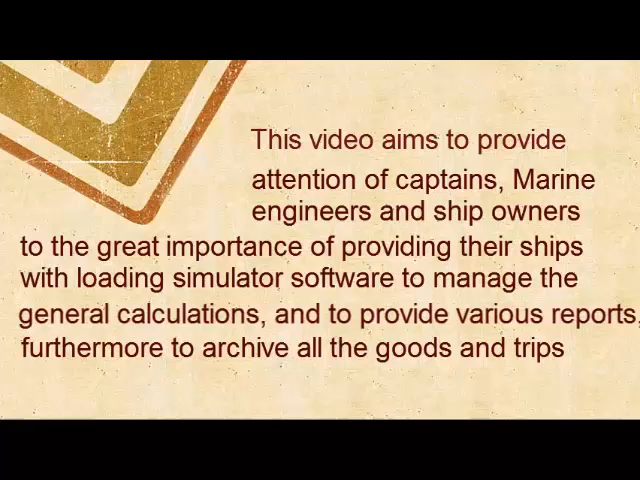 This video aims to provide
attention of captains, Marine
engineers and ship owners
to the great importance of providing their ships
with loading simulator software to manage the
general calculations, and to provide various reports,
furthermore to archive all the goods and trips